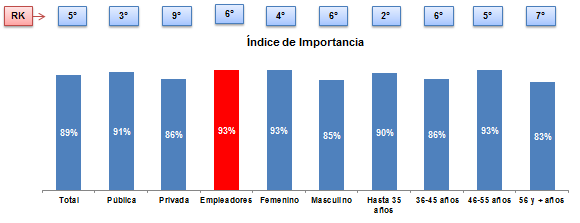 RK 5° 3° 9° 6° 4° 6° 2° 6° 5° 7°
Índice de Importancia
89% 91% 86% 93% 93% 85% 90% 86% 93% 83%
Total Pública Privada Empleadores Femenino Masculino Hasta 35 años 36-45 años 46-55 años 56 y + años